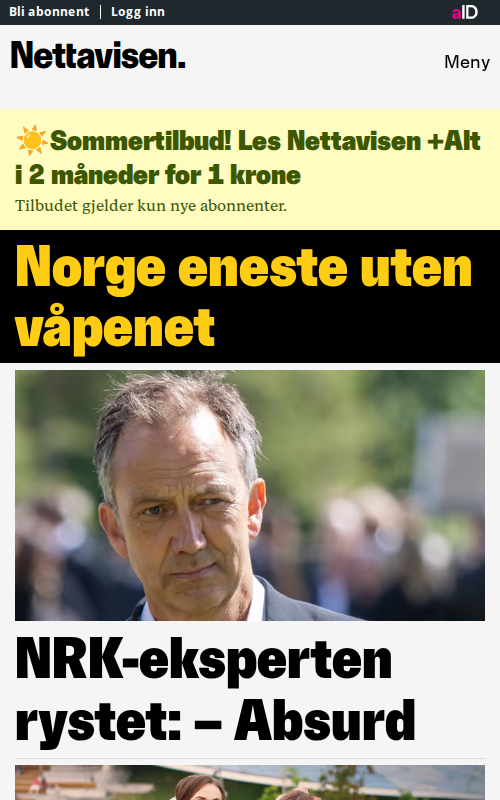 Bli abonnent | Logg inn
aID
Nettavisen.
Meny
☀️Sommertilbud! Les Nettavisen +Alt
i 2 måneder for 1 krone
Tilbudet gjelder kun nye abonnenter.
Norge eneste uten
våpenet
NRK-eksperten
rystet: – Absurd